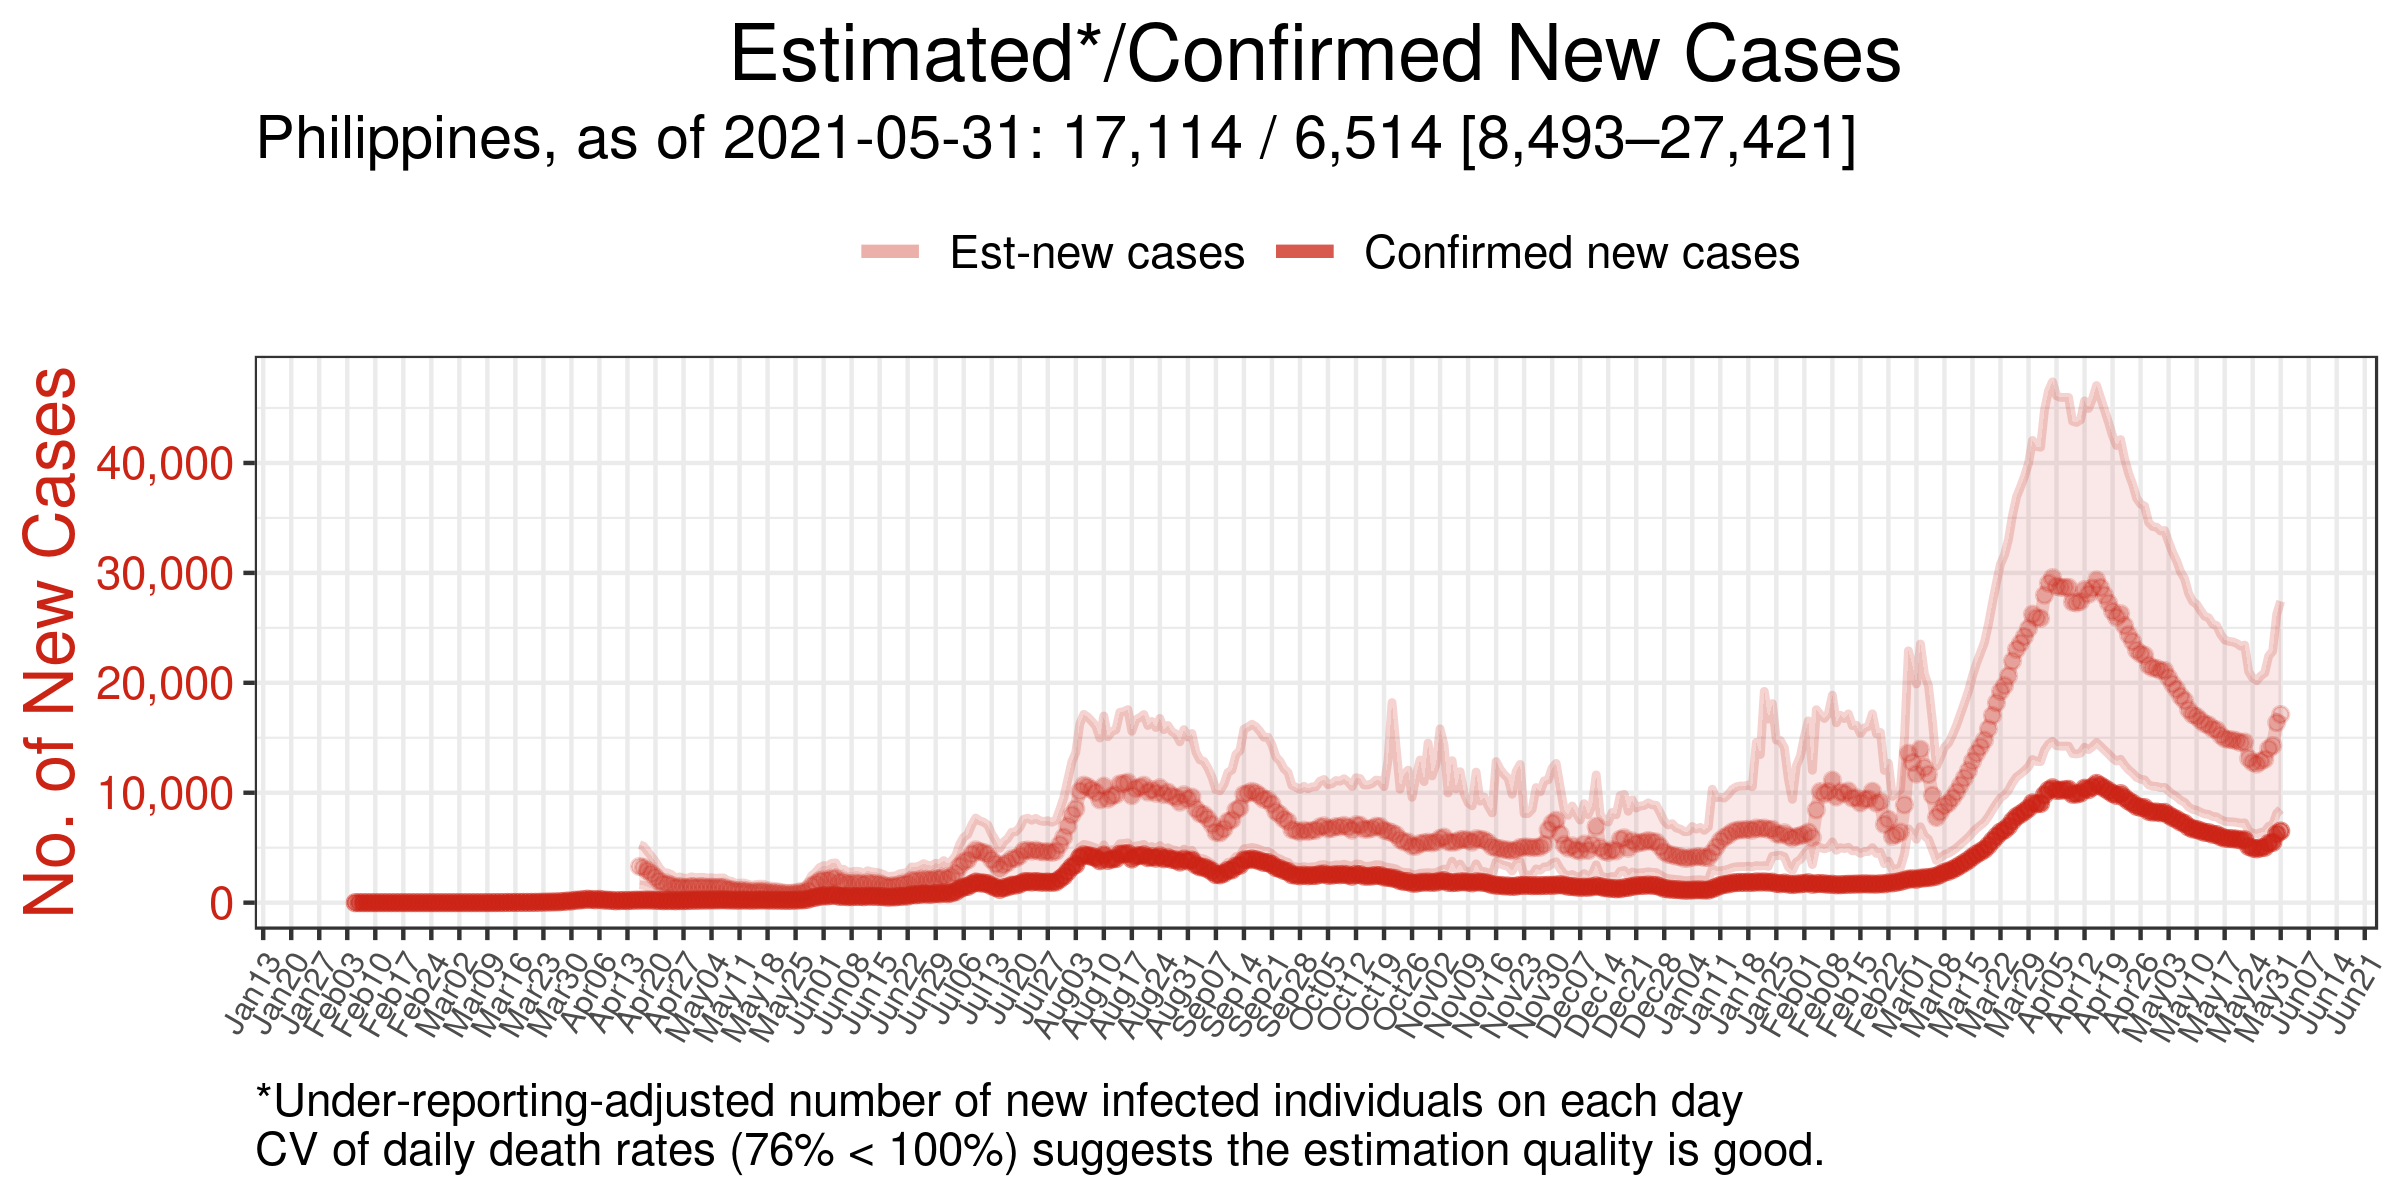 Estimated*/Confirmed New Cases
Philippines, as of 2021-05-31: 17,114 / 6,514 [8,493–27,421]
Est-new cases
Confirmed new cases
No. of New Cases
40,000
30,000
20,000
10,000
0
Jan13
Jan20
Jan27
Feb03
Feb10
Feb17
Feb24
Mar02
Mar09
Mar16
Mar23
Mar30
Apr06
Apr13
Apr20
Apr27
May04
May11
May18
May25
Jun01
Jun08
Jun15
Jun22
Jun29
Jul06
Jul13
Jul20
Jul27
Aug03
Aug10
Aug17
Aug24
Aug31
Sep07
Sep14
Sep21
Sep28
Oct05
Oct12
Oct19
Oct26
Nov02
Nov09
Nov16
Nov23
Nov30
Dec07
Dec14
Dec21
Dec28
Jan04
Jan11
Jan18
Jan25
Feb01
Feb08
Feb15
Feb22
Mar01
Mar08
Mar15
Mar22
Mar29
Apr05
Apr12
Apr19
Apr26
May03
May10
May17
May24
May31
Jun07
Jun14
Jun21
*Under-reporting-adjusted number of new infected individuals on each day
CV of daily death rates (76% < 100%) suggests the estimation quality is good.